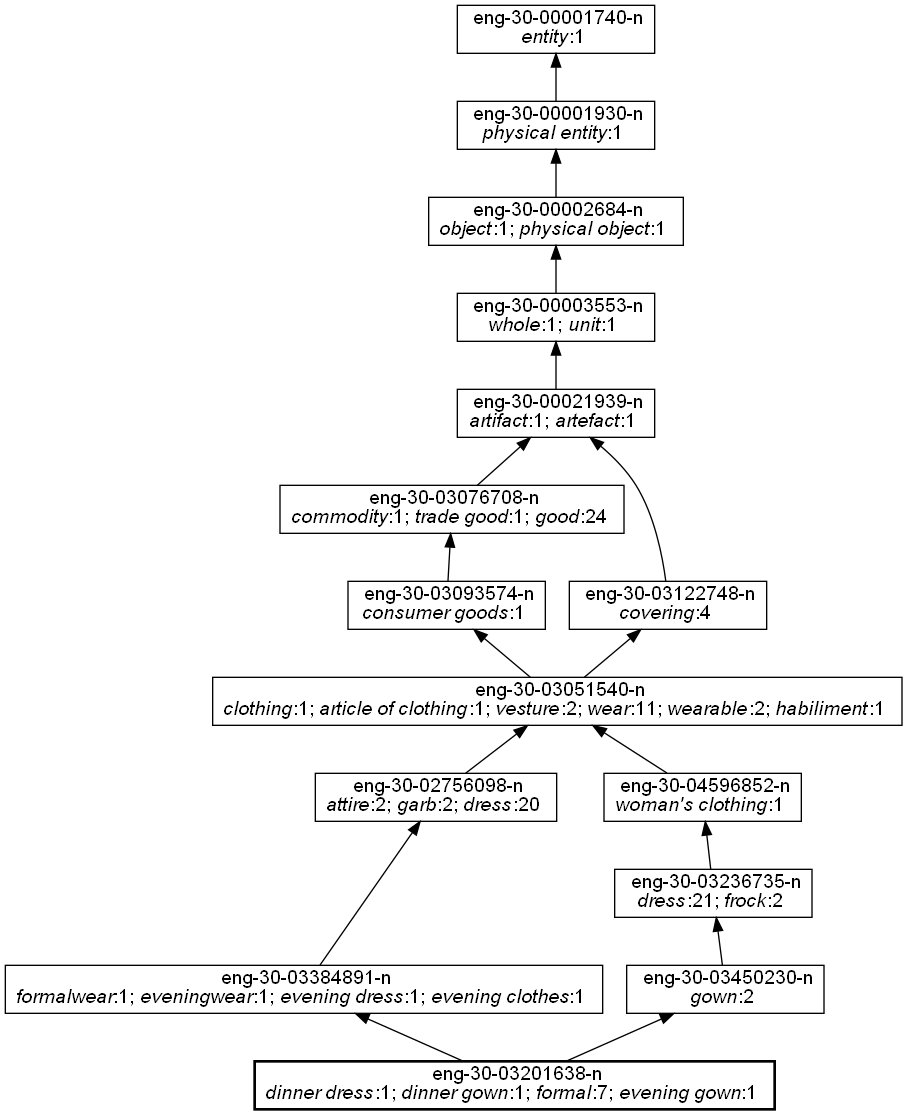 eng-30-00001740-n
entity:1
eng-30-00001930-n
physical entity:1
eng-30-00002684-n
object:1; physical object:1
eng-30-00003553-n
whole:1; unit:1
eng-30-00021939-n
artifact:1; artefact:1
eng-30-03076708-n
commodity:1; trade good:1; good:24
eng-30-03093574-n
consumer goods:1
eng-30-03122748-n
covering:4
eng-30-03051540-n
clothing:1; article of clothing:1; vesture:2; wear:11; wearable:2; habiliment:1
eng-30-02756098-n
attire:2; garb:2; dress:20
eng-30-04596852-n
woman's clothing:1
eng-30-03236735-n
dress:21; frock:2
eng-30-03384891-n
formalwear:1; eveningwear:1; evening dress:1; evening clothes:1
eng-30-03450230-n
gown:2
eng-30-03201638-n
dinner dress:1; dinner gown:1; formal:7; evening gown:1